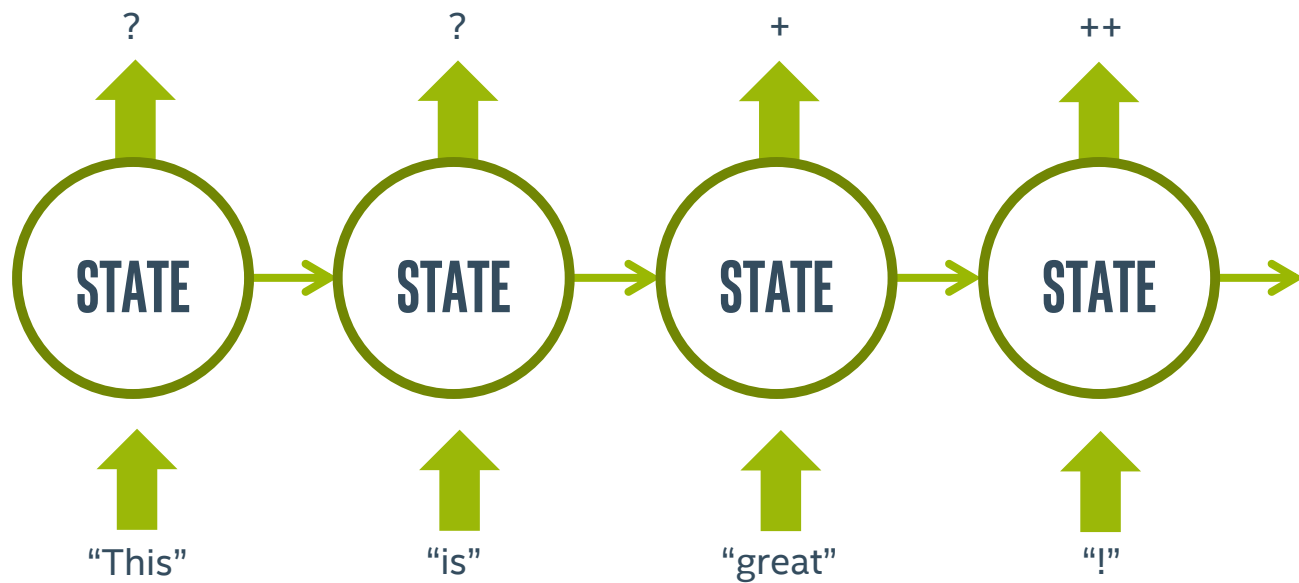 ? ? + ++
STATE STATE STATE STATE
“This” “is” “great” “!”